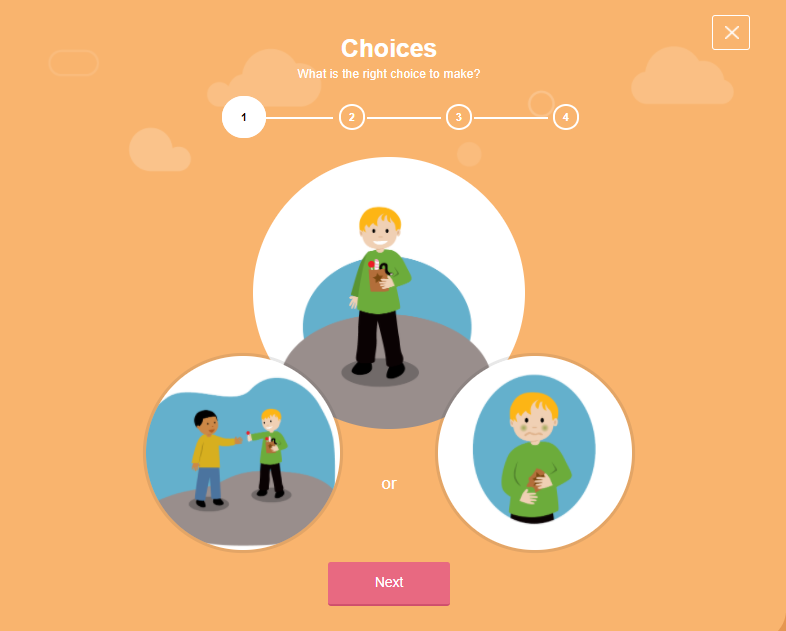 Choices
What is the right choice to make?
1 2 3 4
or
Next